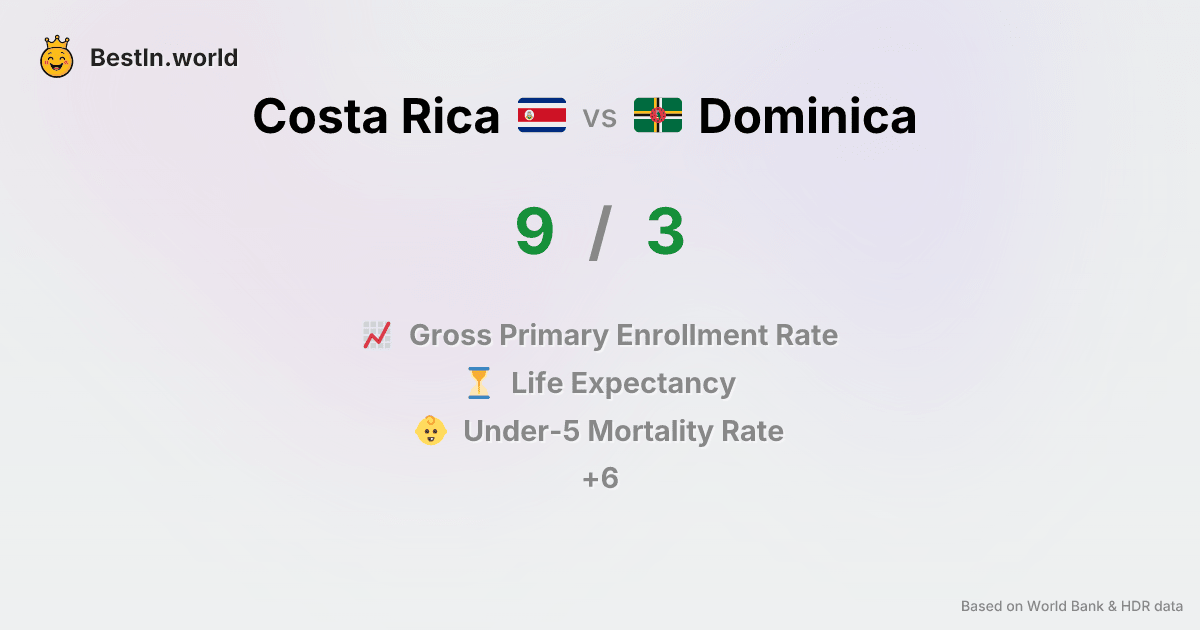 BestIn.world
Costa Rica vs Dominica
9 / 3
Gross Primary Enrollment Rate
Life Expectancy
Under-5 Mortality Rate
+6
Based on World Bank & HDR data